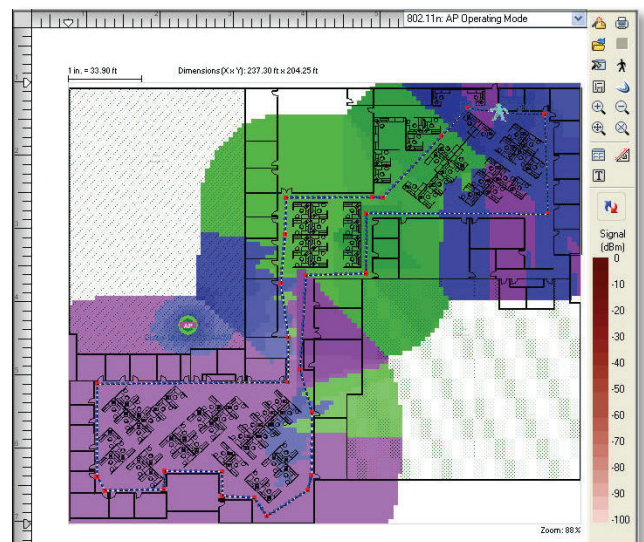 802.11n: AP Operating Mode
1 in. = 33.90 ft
Dimensions (X x Y): 237.30 ft x 204.25 ft
AP
T
Signal
(dBm)
0
-10
-20
-30
-40
-50
-60
-70
-80
-90
-100
Zoom: 88%